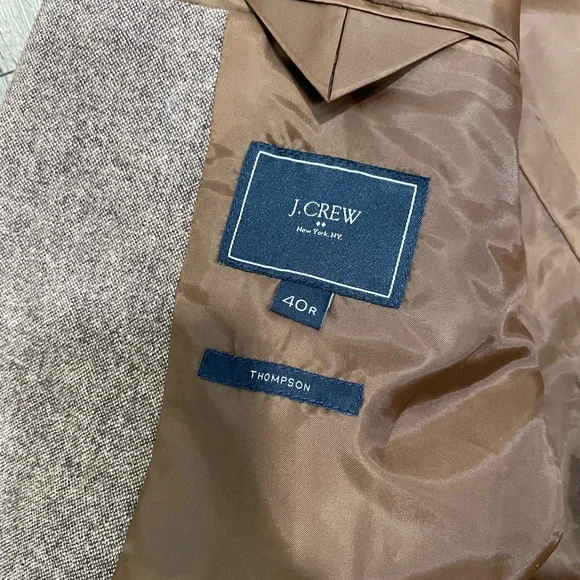 J.CREW
New York, NY.
40R
THOMPSON